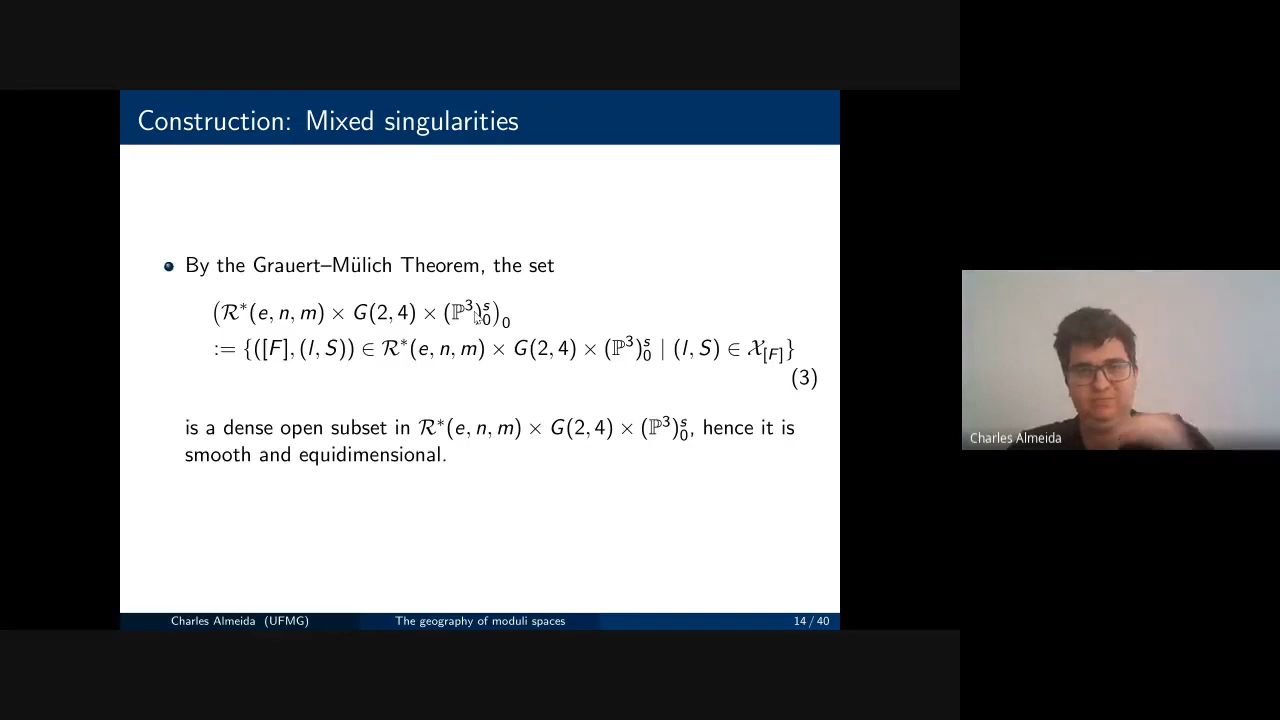 Construction: Mixed singularities
By the Grauert–Mülich Theorem, the set
(ℛ*(e, n, m) × G(2, 4) × (ℙ³)₀ˢ)₀
:= {([F], (l, S)) ∈ ℛ*(e, n, m) × G(2, 4) × (ℙ³)₀ˢ | (l, S) ∈ 𝒳_[F]}
(3)
is a dense open subset in ℛ*(e, n, m) × G(2, 4) × (ℙ³)₀ˢ, hence it is
smooth and equidimensional.
Charles Almeida (UFMG) The geography of moduli spaces 14 / 40
Charles Almeida